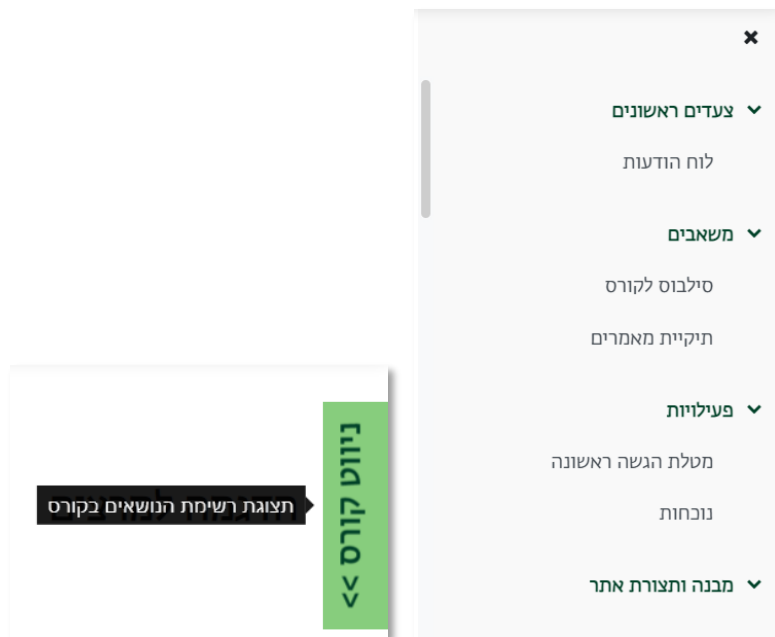 צעדים ראשונים
לוח הודעות
משאבים
סילבוס לקורס
תיקיית מאמרים
פעילויות
מטלת הגשה ראשונה
נוכחות
מבנה ותצורת אתר
ניווט קורס >>
תצוגת רשימת הנושאים בקורס